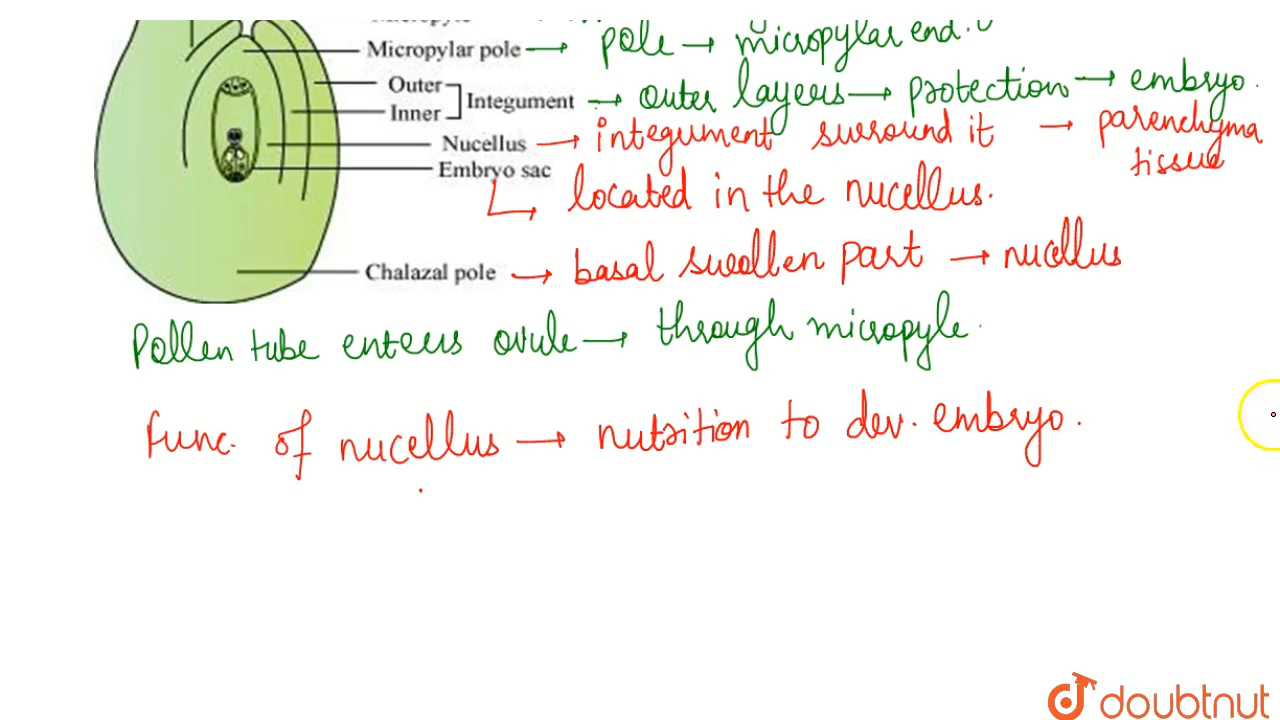 Micropyle
Micropylar pole → pole → micropylar end.
Outer
Inner
Integument → outer layers → protection → embryo.
Nucellus → integument surround it → parenchyma tissue
Embryo sac
located in the nucellus.
Chalazal pole → basal swollen part → nucellus
Pollen tube enters ovule → through micropyle.
Func. of nucellus → nutrition to dev. embryo.
doubtnut